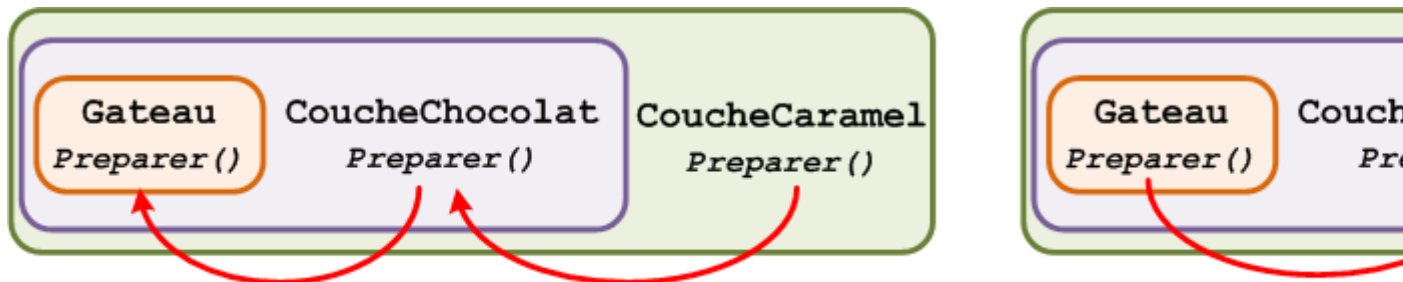 Gateau
Preparer()
CoucheChocolat
Preparer()
CoucheCaramel
Preparer()
Gateau
Preparer()